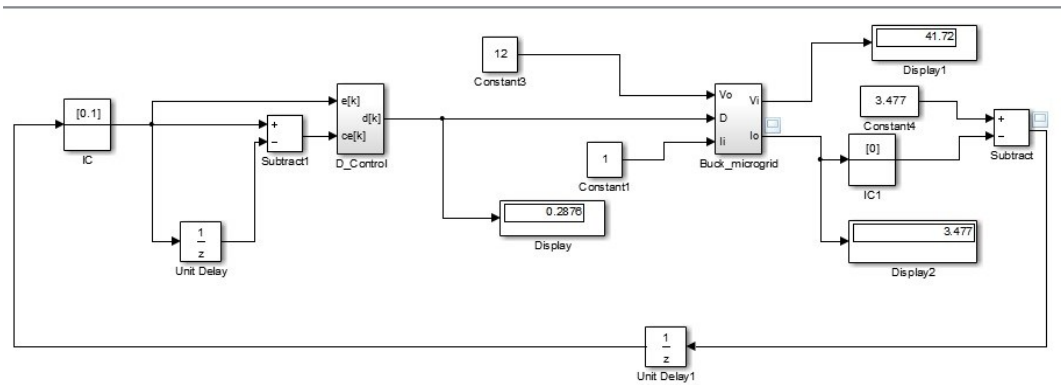 41.72
Display1
12
Constant3
[0.1]
IC
e[k]
d[k]
ce[k]
D_Control
+
−
Subtract1
Vo
Vi
D
Io
Ii
Buck_microgrid
3.477
Constant4
+
−
Subtract
[0]
IC1
1
Constant1
0.2876
Display
3.477
Display2
1
z
Unit Delay
1
z
Unit Delay1